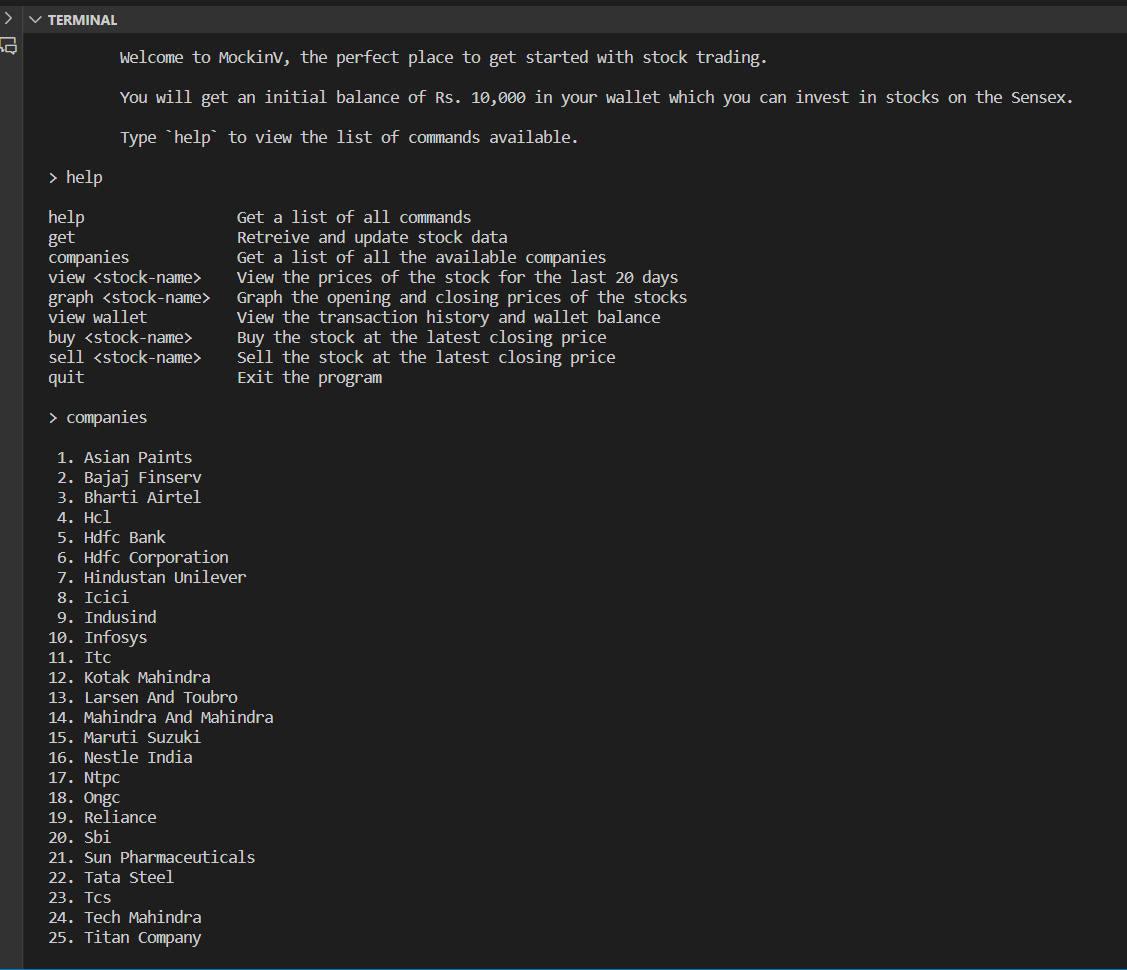 TERMINAL
Welcome to MockinV, the perfect place to get started with stock trading.
You will get an initial balance of Rs. 10,000 in your wallet which you can invest in stocks on the Sensex.
Type `help` to view the list of commands available.
> help
help Get a list of all commands
get Retreive and update stock data
companies Get a list of all the available companies
view <stock-name> View the prices of the stock for the last 20 days
graph <stock-name> Graph the opening and closing prices of the stocks
view wallet View the transaction history and wallet balance
buy <stock-name> Buy the stock at the latest closing price
sell <stock-name> Sell the stock at the latest closing price
quit Exit the program
> companies
1. Asian Paints
2. Bajaj Finserv
3. Bharti Airtel
4. Hcl
5. Hdfc Bank
6. Hdfc Corporation
7. Hindustan Unilever
8. Icici
9. Indusind
10. Infosys
11. Itc
12. Kotak Mahindra
13. Larsen And Toubro
14. Mahindra And Mahindra
15. Maruti Suzuki
16. Nestle India
17. Ntpc
18. Ongc
19. Reliance
20. Sbi
21. Sun Pharmaceuticals
22. Tata Steel
23. Tcs
24. Tech Mahindra
25. Titan Company